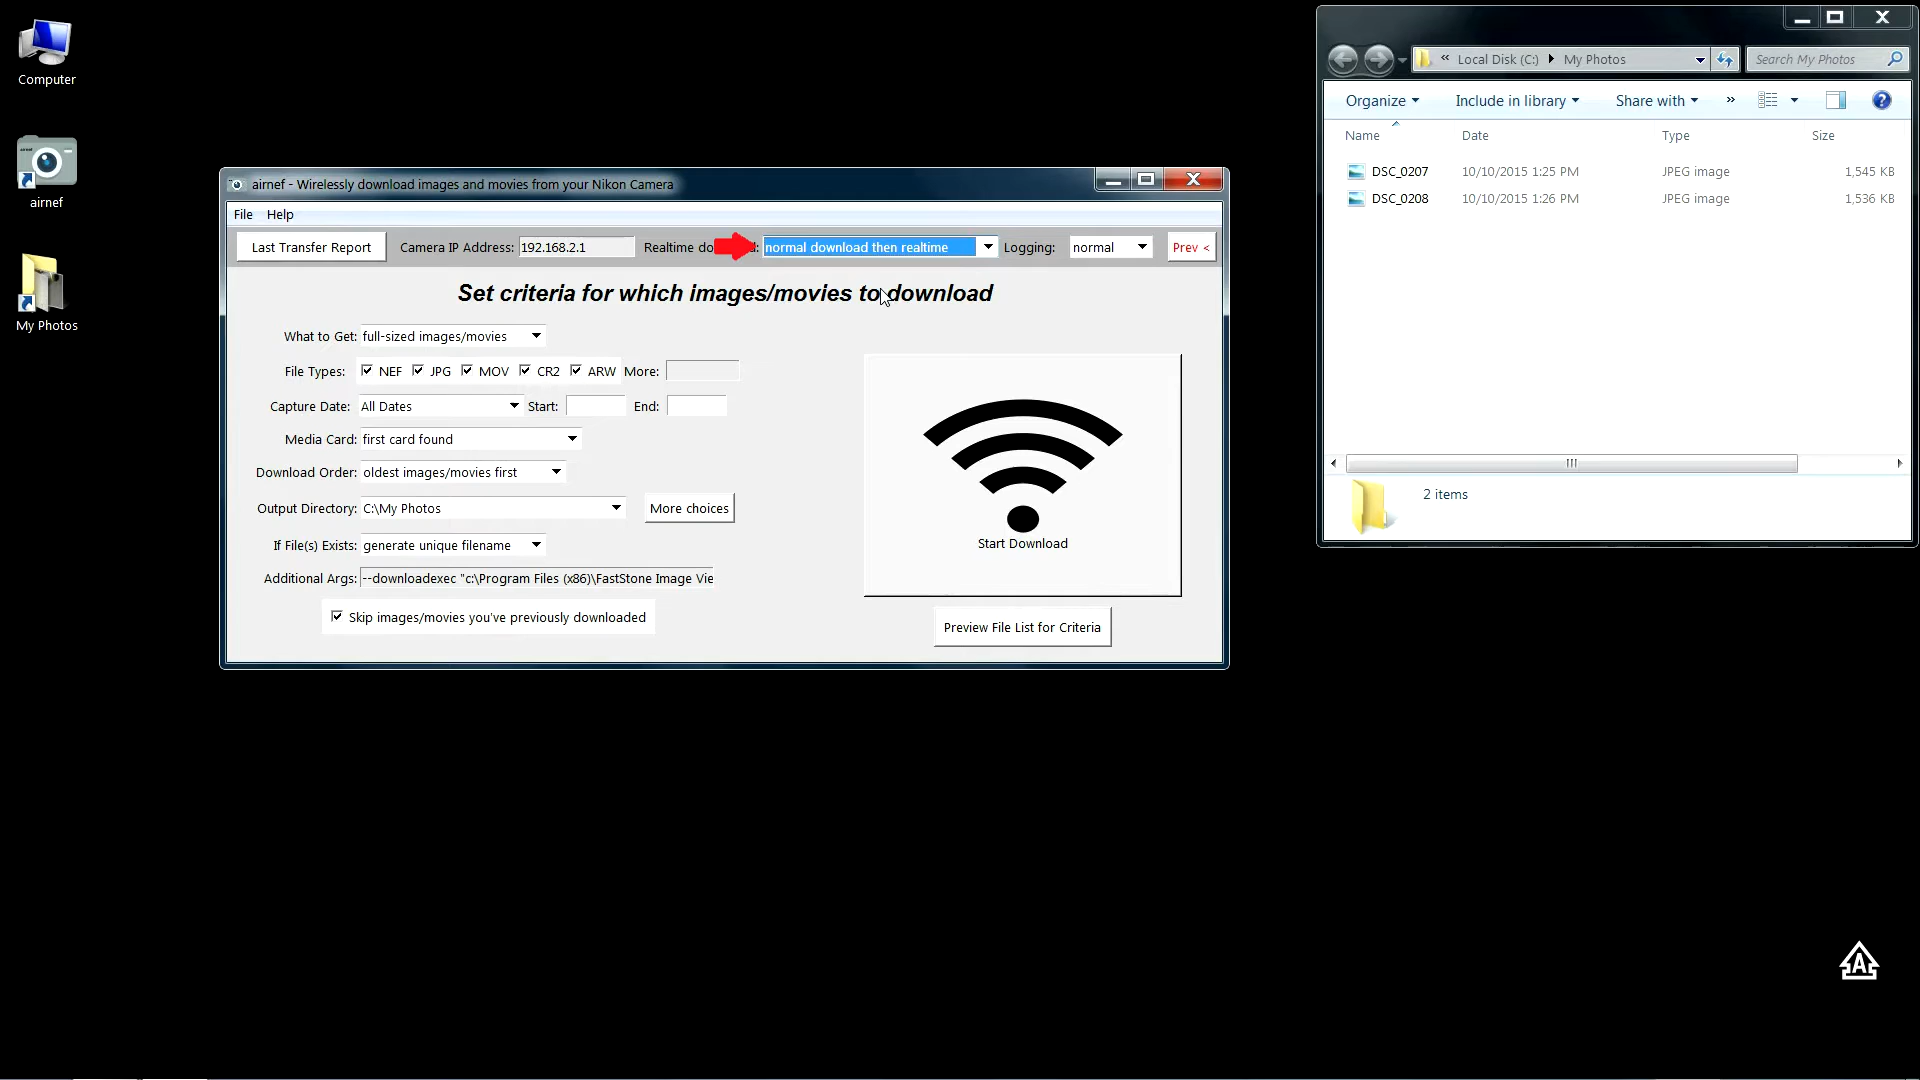 Computer
airnef
My Photos
airnef - Wirelessly download images and movies from your Nikon Camera
File Help
Last Transfer Report Camera IP Address: 192.168.2.1 Realtime normal download then realtime Logging: normal Prev <
Set criteria for which images/movies to download
What to Get: full-sized images/movies
File Types: NEF JPG MOV CR2 ARW More:
Capture Date: All Dates Start: End:
Media Card: first card found
Download Order: oldest images/movies first
Output Directory: C:\My Photos More choices
If File(s) Exists: generate unique filename
Additional Args: --downloadexec "c:\Program Files (x86)\FastStone Image Vie
Skip images/movies you've previously downloaded
Start Download
Preview File List for Criteria
« Local Disk (C:) My Photos Search My Photos
Organize Include in library Share with »
Name Date Type Size
DSC_0207 10/10/2015 1:25 PM JPEG image 1,545 KB
DSC_0208 10/10/2015 1:26 PM JPEG image 1,536 KB
2 items
A